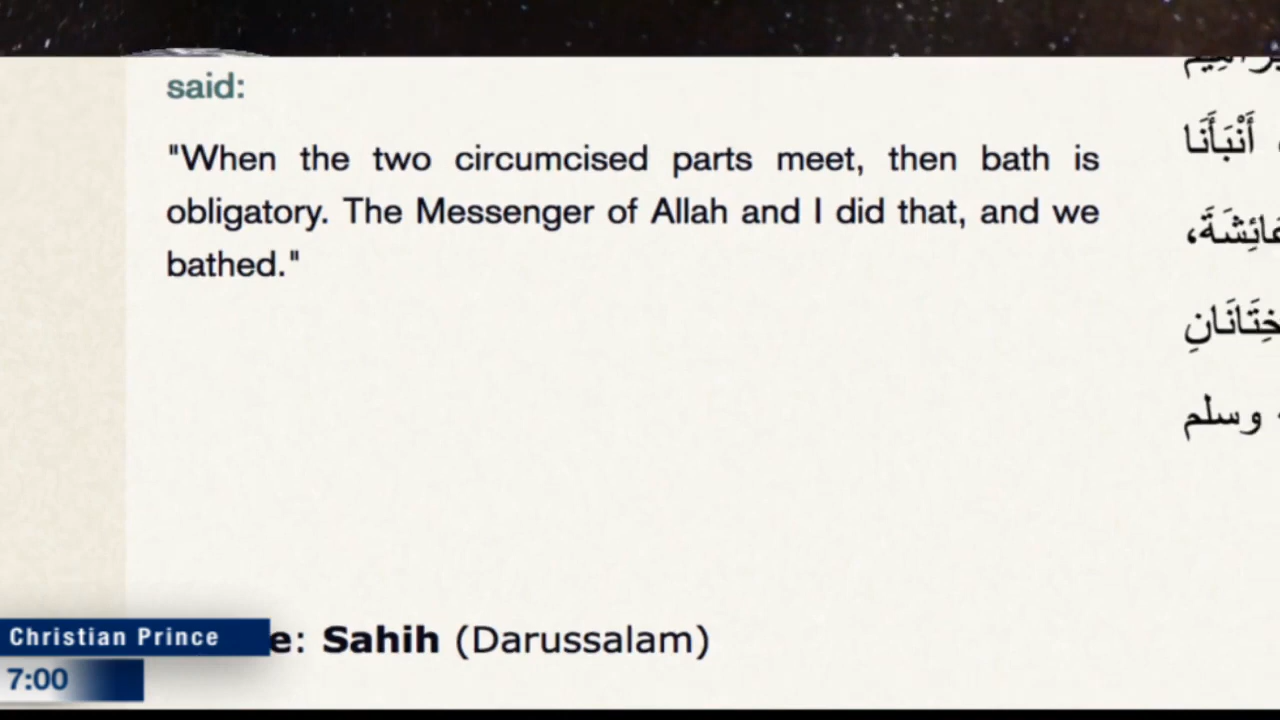 said:
"When the two circumcised parts meet, then bath is
obligatory. The Messenger of Allah and I did that, and we
bathed."
أَنْبَأَنَا
وسلم
e: Sahih (Darussalam)
Christian Prince
7:00